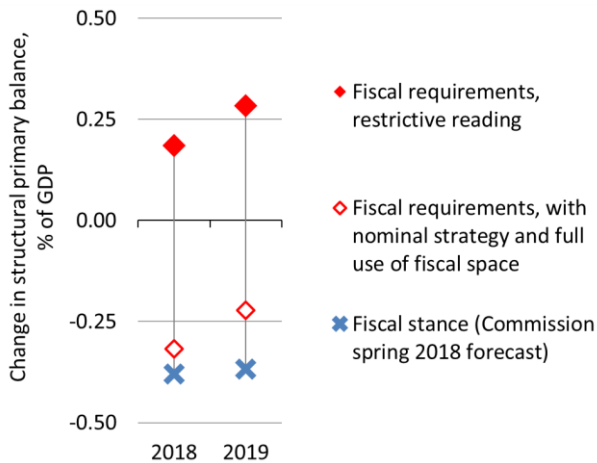 Change in structural primary balance,
% of GDP
0.50
0.25
0.00
-0.25
-0.50
2018
2019
Fiscal requirements,
restrictive reading
Fiscal requirements, with
nominal strategy and full
use of fiscal space
Fiscal stance (Commission
spring 2018 forecast)